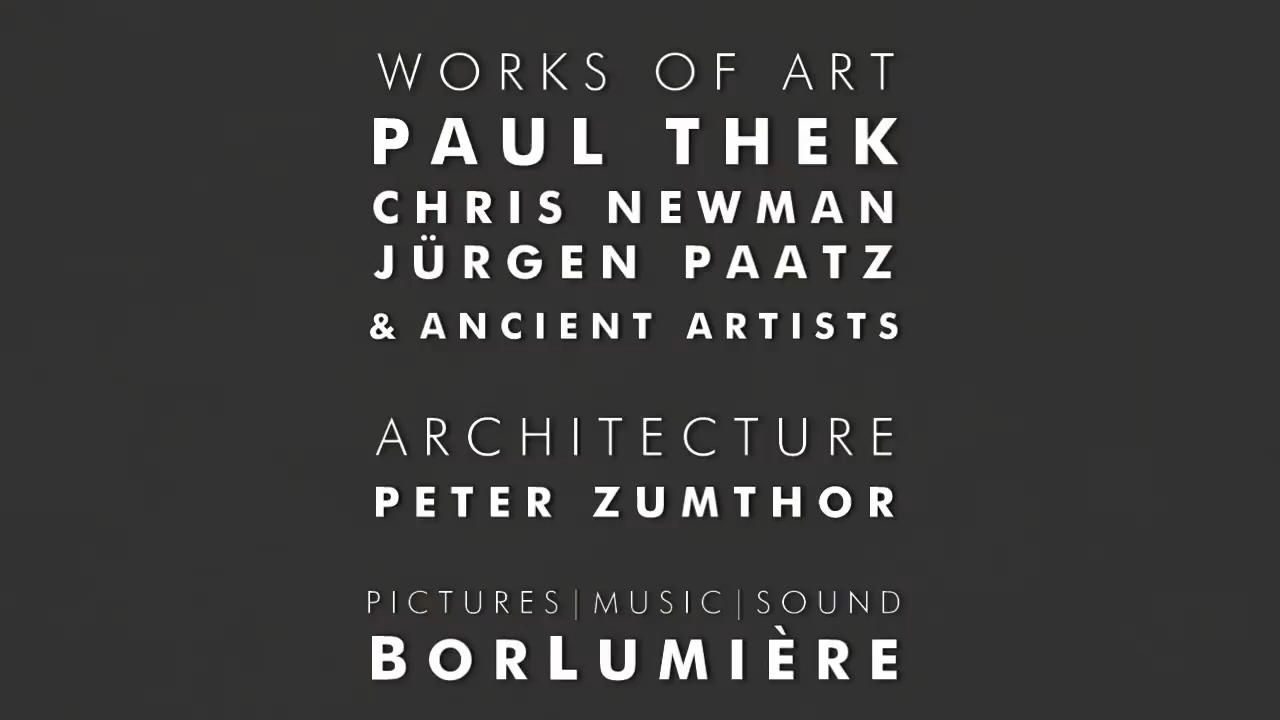 WORKS OF ART
PAUL THEK
CHRIS NEWMAN
JÜRGEN PAATZ
& ANCIENT ARTISTS
ARCHITECTURE
PETER ZUMTHOR
PICTURES|MUSIC|SOUND
BORLUMIÈRE